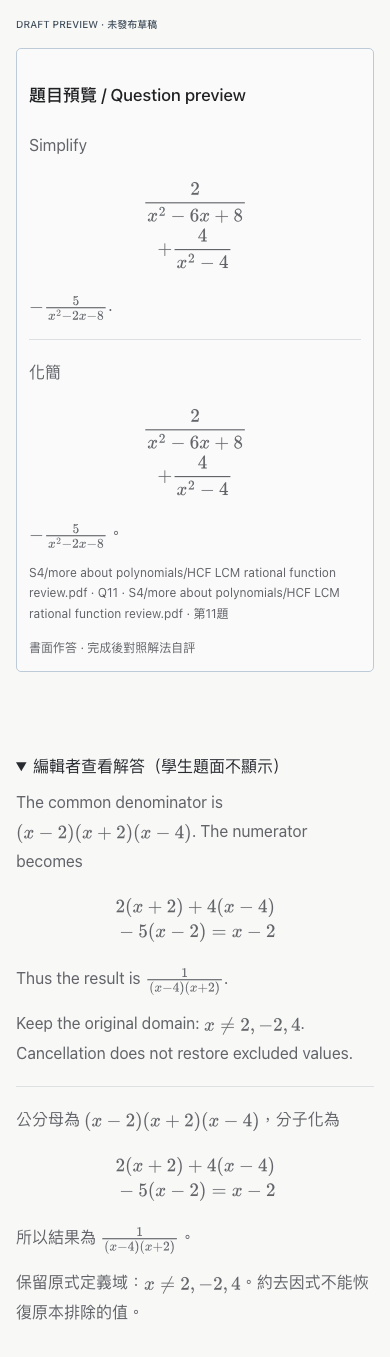 DRAFT PREVIEW · 未發布草稿
題目預覽 / Question preview
Simplify
2
x² − 6x + 8
+ 4
x² − 4
− 5/(x²−2x−8).
化簡
2
x² − 6x + 8
+ 4
x² − 4
− 5/(x²−2x−8)。
S4/more about polynomials/HCF LCM rational function
review.pdf · Q11 · S4/more about polynomials/HCF LCM
rational function review.pdf · 第11題
書面作答 · 完成後對照解法自評
▼ 編輯者查看解答（學生題面不顯示）
The common denominator is
(x − 2)(x + 2)(x − 4). The numerator
becomes
2(x + 2) + 4(x − 4)
− 5(x − 2) = x − 2
Thus the result is 1/((x−4)(x+2)).
Keep the original domain: x ≠ 2, −2, 4.
Cancellation does not restore excluded values.
公分母為 (x − 2)(x + 2)(x − 4)，分子化為
2(x + 2) + 4(x − 4)
− 5(x − 2) = x − 2
所以結果為 1/((x−4)(x+2))。
保留原式定義域：x ≠ 2, −2, 4。約去因式不能恢
復原本排除的值。